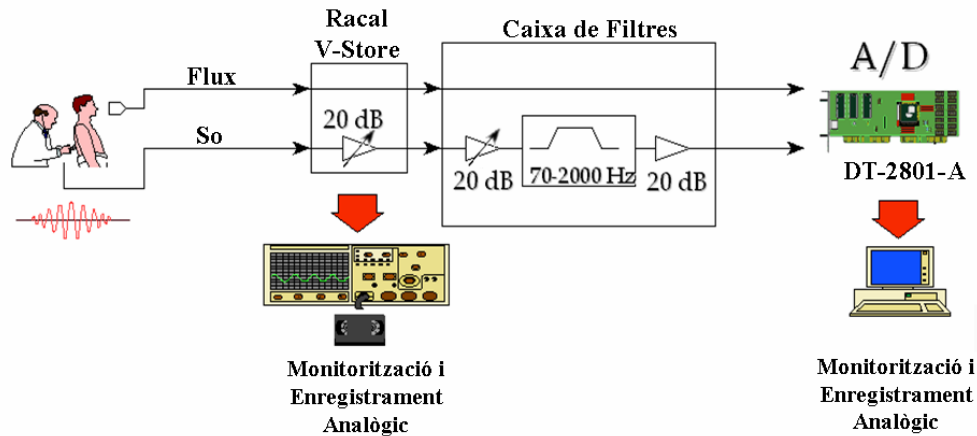 Racal
V-Store
Caixa de Filtres
A/D
Flux
20 dB
So
70-2000 Hz
20 dB
20 dB
DT-2801-A
Monitorització i
Enregistrament
Analògic
Monitorització i
Enregistrament
Analògic